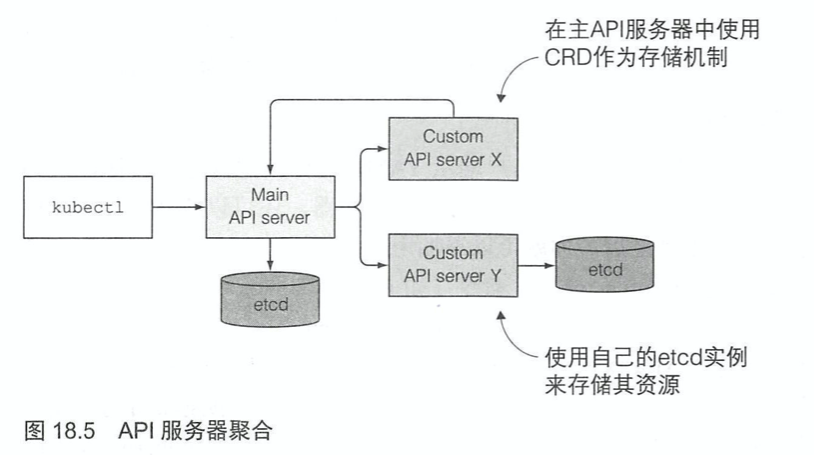 在主API服务器中使用
CRD作为存储机制
Custom
API server X
kubectl
Main
API server
Custom
API server Y
etcd
etcd
使用自己的etcd实例
来存储其资源
图 18.5 API 服务器聚合